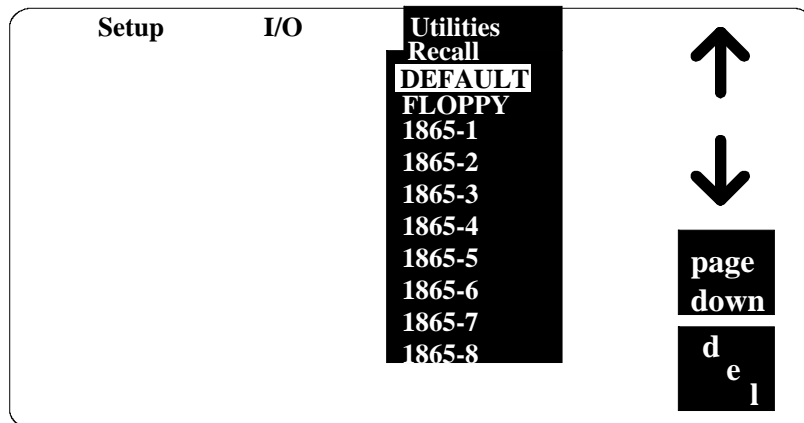 Setup I/O Utilities
Recall
DEFAULT
FLOPPY
1865-1
1865-2
1865-3
1865-4
1865-5
1865-6
1865-7
1865-8
page
down
del